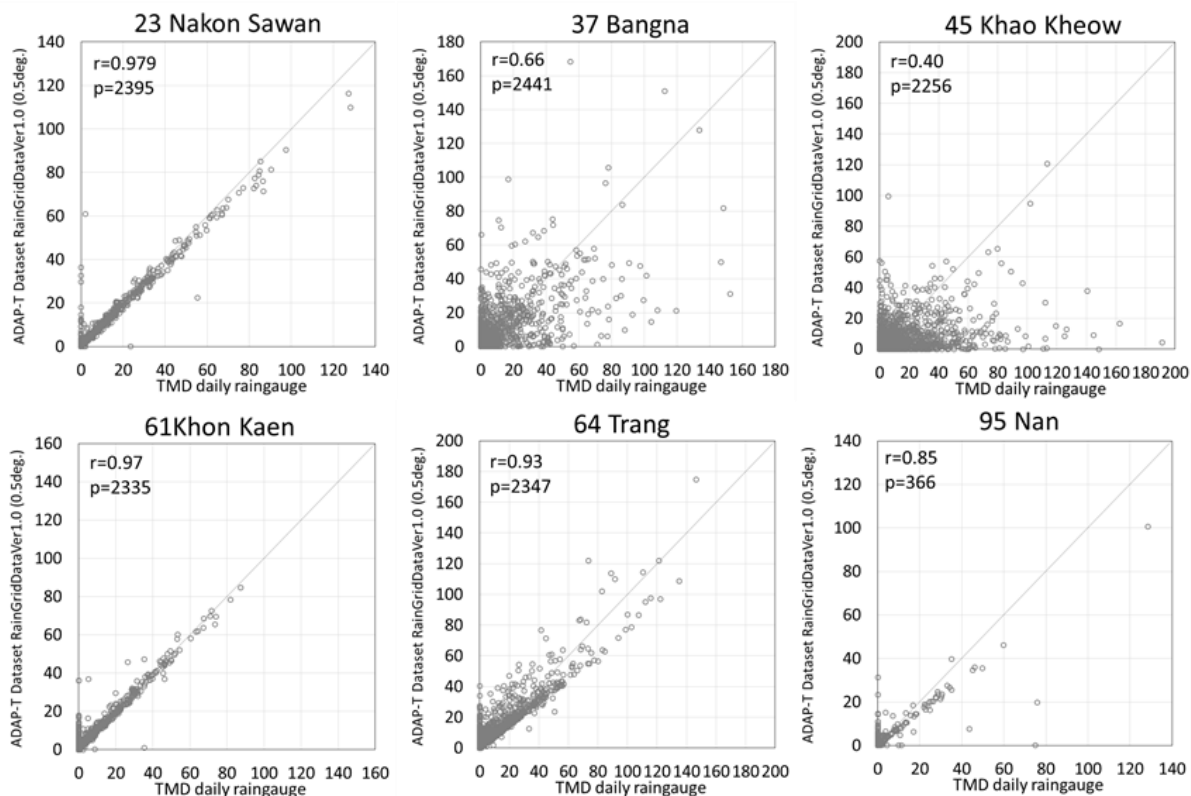 23 Nakon Sawan
ADAP-T Dataset RainGridDataVer1.0 (0.5deg.)
140
120
100
80
60
40
20
0
r=0.979
p=2395
0 20 40 60 80 100 120 140
TMD daily raingauge
37 Bangna
ADAP-T Dataset RainGridDataVer1.0 (0.5deg.)
180
160
140
120
100
80
60
40
20
0
r=0.66
p=2441
0 20 40 60 80 100 120 140 160 180
TMD daily raingauge
45 Khao Kheow
ADAP-T Dataset RainGridDataVer1.0 (0.5deg.)
200
180
160
140
120
100
80
60
40
20
0
r=0.40
p=2256
0 20 40 60 80 100 120 140 160 180 200
TMD daily raingauge
61Khon Kaen
ADAP-T Dataset RainGridDataVer1.0 (0.5deg.)
160
140
120
100
80
60
40
20
0
r=0.97
p=2335
0 20 40 60 80 100 120 140 160
TMD daily raingauge
64 Trang
ADAP-T Dataset RainGridDataVer1.0 (0.5deg.)
200
180
160
140
120
100
80
60
40
20
0
r=0.93
p=2347
0 20 40 60 80 100 120 140 160 180 200
TMD daily raingauge
95 Nan
ADAP-T Dataset RainGridDataVer1.0 (0.5deg.)
140
120
100
80
60
40
20
0
r=0.85
p=366
0 20 40 60 80 100 120 140
TMD daily raingauge